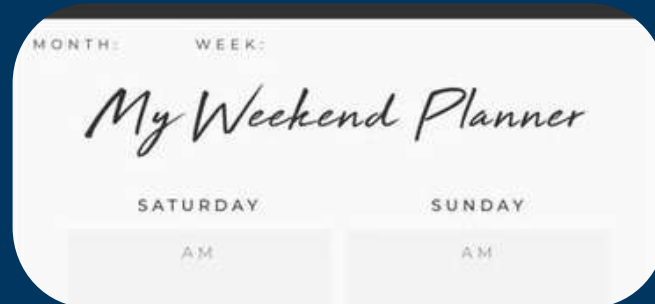 MONTH: WEEK:
My Weekend Planner
SATURDAY SUNDAY
AM AM